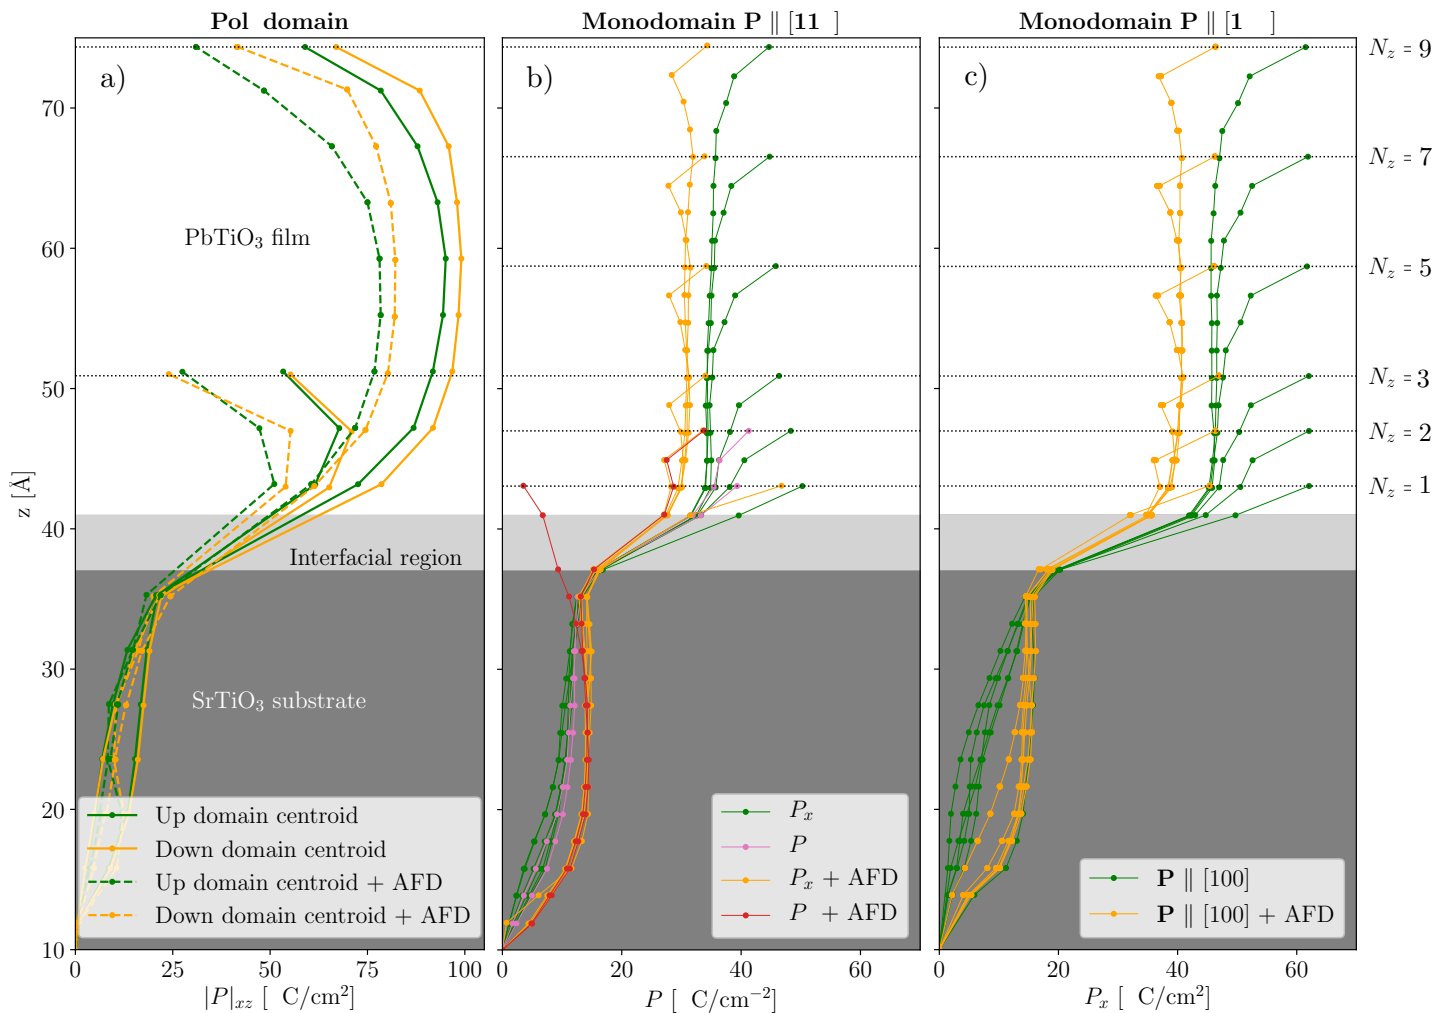 Pol domain
Monodomain P ∥ [11 ]
Monodomain P ∥ [1 ]
a)
b)
c)
N_z = 9
N_z = 7
N_z = 5
N_z = 3
N_z = 2
N_z = 1
z [Å]
70
60
50
40
30
20
10
PbTiO₃ film
Interfacial region
SrTiO₃ substrate
Up domain centroid
Down domain centroid
Up domain centroid + AFD
Down domain centroid + AFD
P_x
P
P_x + AFD
P + AFD
P ∥ [100]
P ∥ [100] + AFD
0 25 50 75 100
0 20 40 60
0 20 40 60
|P|_xz [ C/cm²]
P [ C/cm⁻²]
P_x [ C/cm²]